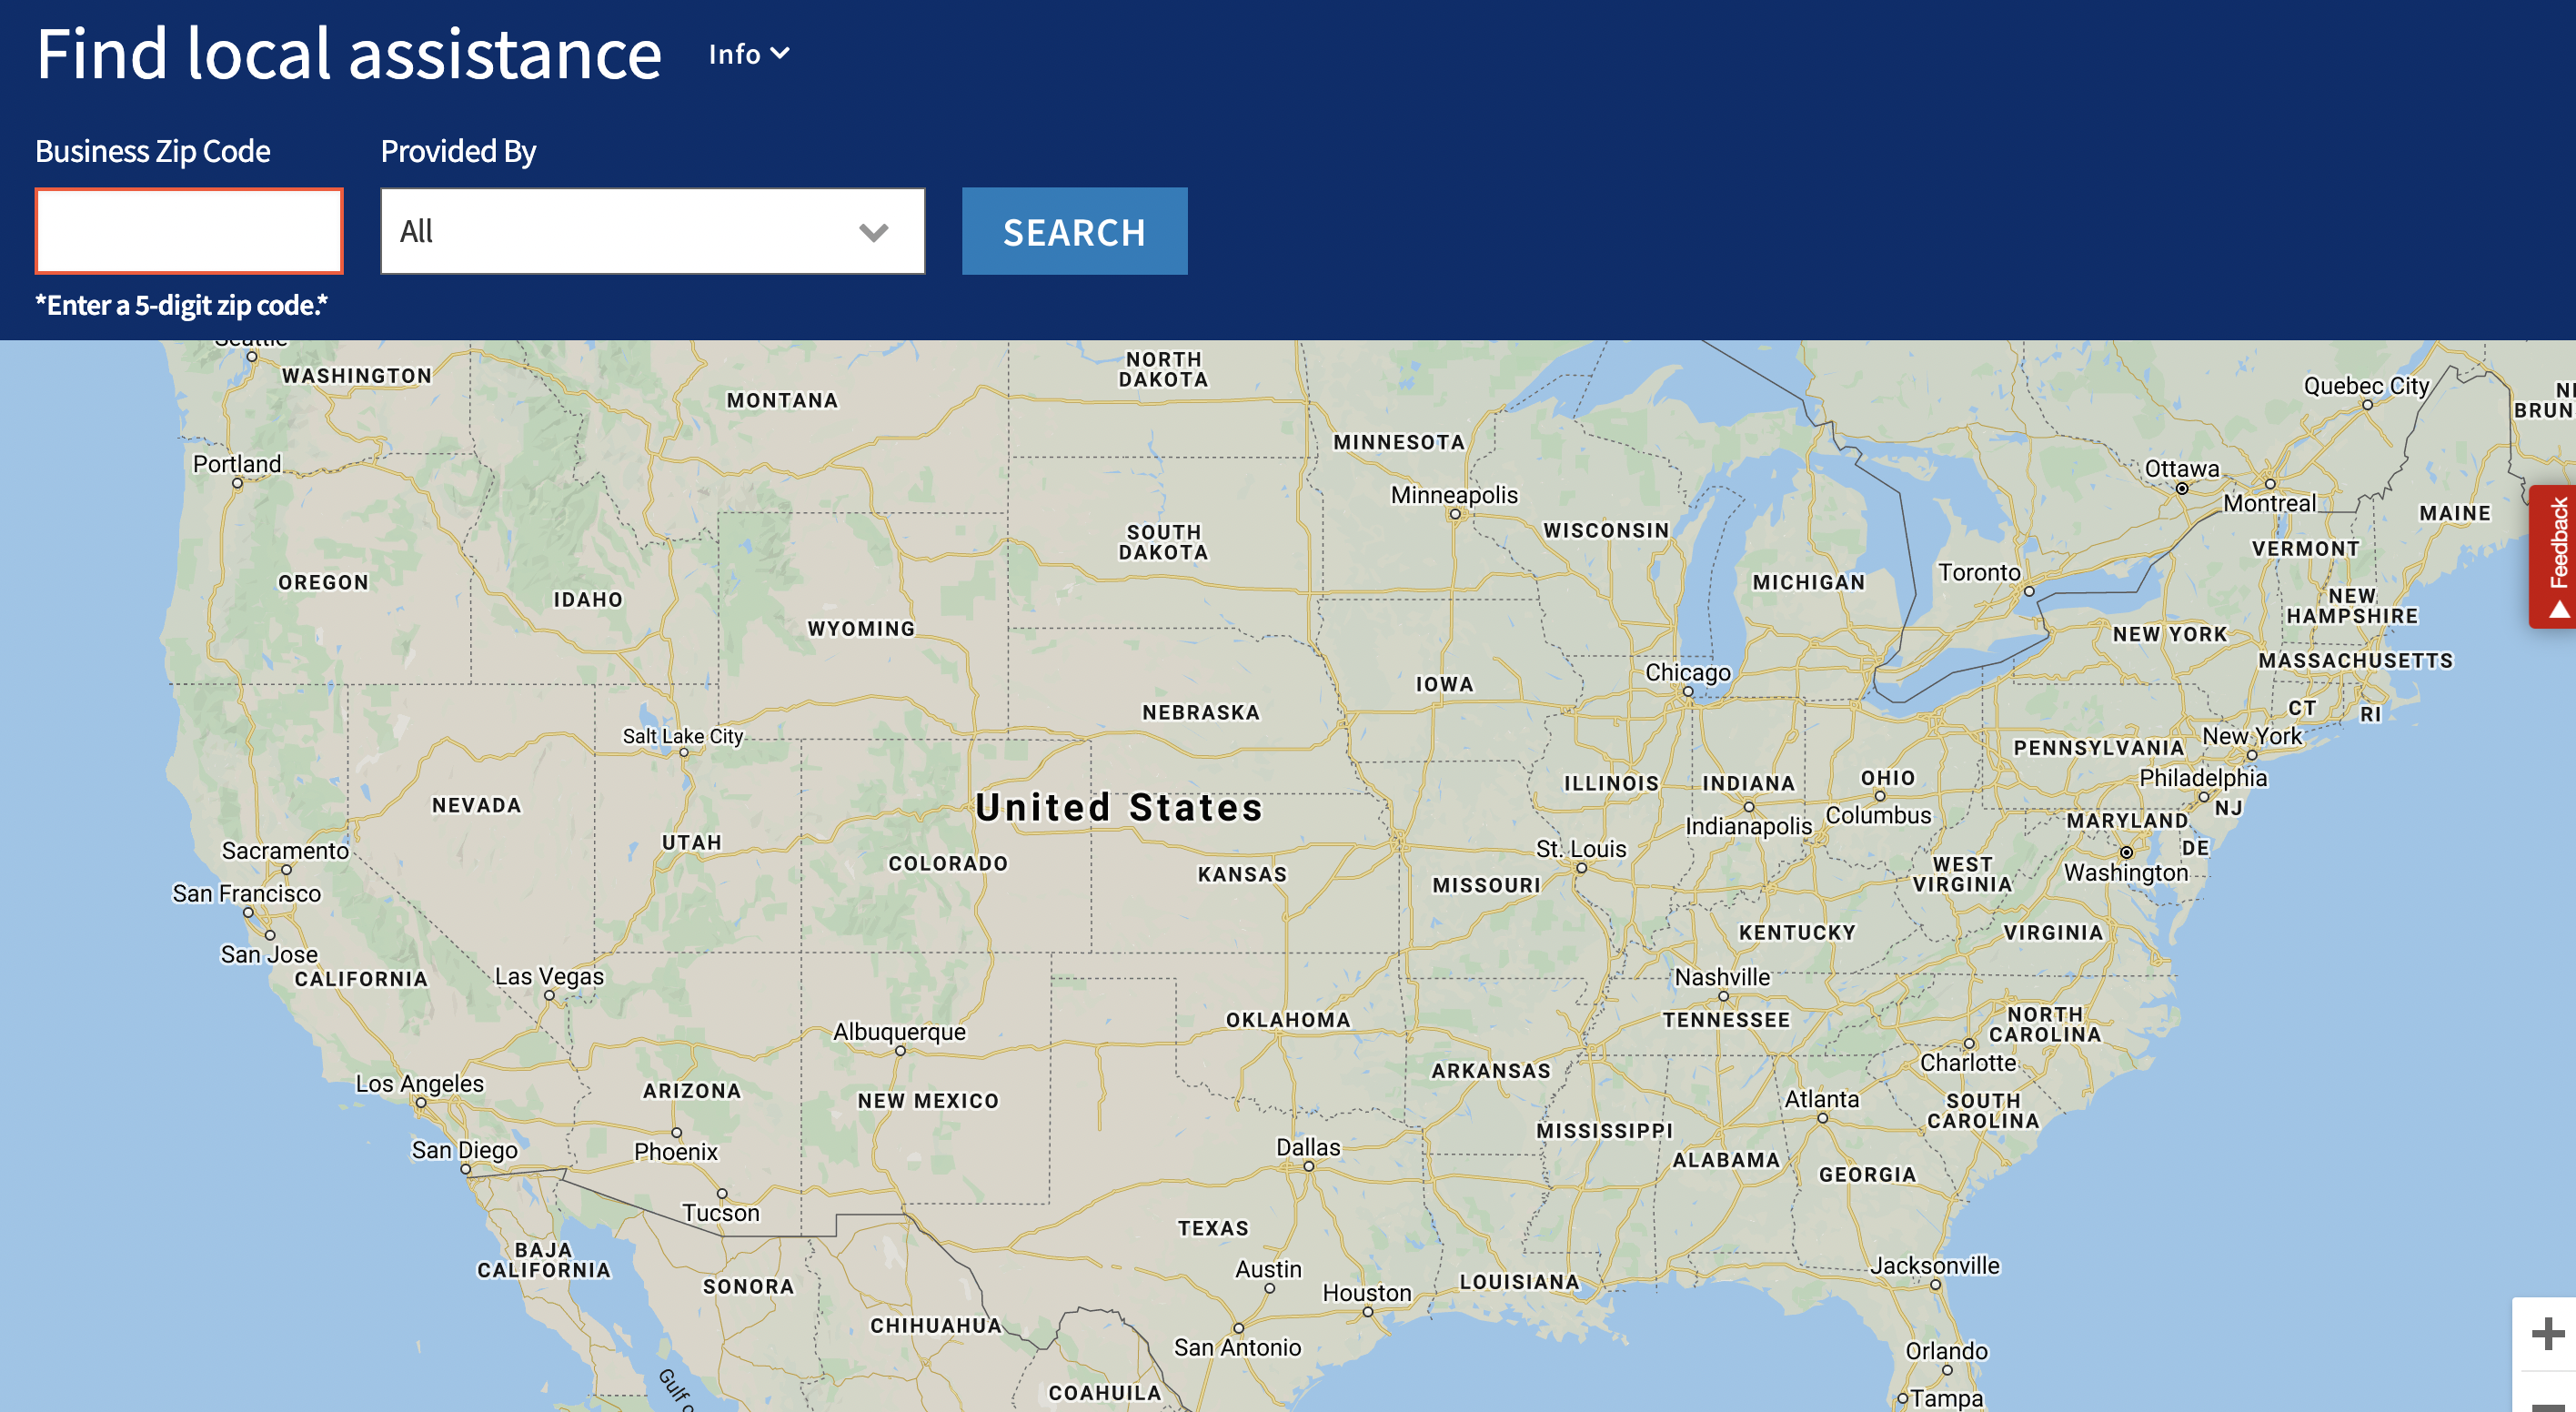 Find local assistance
Info
Business Zip Code
Provided By
All
SEARCH
*Enter a 5-digit zip code.*
Seattle
WASHINGTON
MONTANA
NORTH
DAKOTA
MINNESOTA
Quebec City
BRUN
Portland
Minneapolis
Ottawa
Montreal
MAINE
Feedback
WISCONSIN
SOUTH
DAKOTA
VERMONT
OREGON
IDAHO
MICHIGAN
Toronto
NEW
HAMPSHIRE
WYOMING
NEW YORK
MASSACHUSETTS
Chicago
IOWA
NEBRASKA
CT
RI
Salt Lake City
PENNSYLVANIA
New York
Philadelphia
NJ
NEVADA
United States
ILLINOIS
INDIANA
OHIO
Columbus
Indianapolis
MARYLAND
DE
UTAH
COLORADO
KANSAS
St. Louis
MISSOURI
WEST
VIRGINIA
Washington
Sacramento
San Francisco
San Jose
CALIFORNIA
Las Vegas
KENTUCKY
VIRGINIA
Nashville
TENNESSEE
NORTH
CAROLINA
Charlotte
Albuquerque
OKLAHOMA
ARKANSAS
Los Angeles
ARIZONA
NEW MEXICO
Atlanta
SOUTH
CAROLINA
MISSISSIPPI
San Diego
Phoenix
Dallas
ALABAMA
GEORGIA
Tucson
TEXAS
BAJA
CALIFORNIA
SONORA
Austin
Houston
LOUISIANA
Jacksonville
CHIHUAHUA
San Antonio
Orlando
COAHUILA
Tampa
Gulf